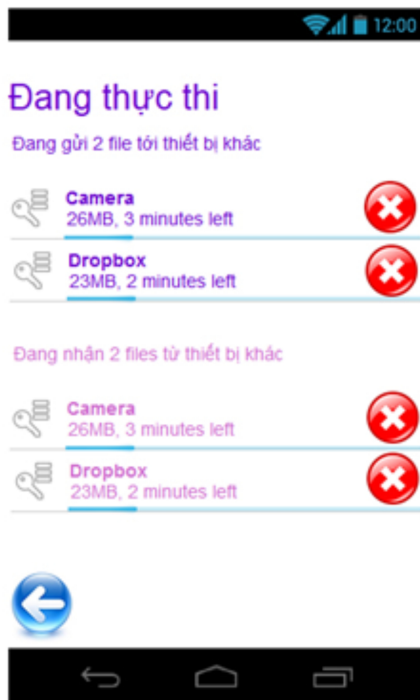 12:00
Đang thực thi
Đang gửi 2 file tới thiết bị khác
Camera
26MB, 3 minutes left
Dropbox
23MB, 2 minutes left
Đang nhận 2 files từ thiết bị khác
Camera
26MB, 3 minutes left
Dropbox
23MB, 2 minutes left